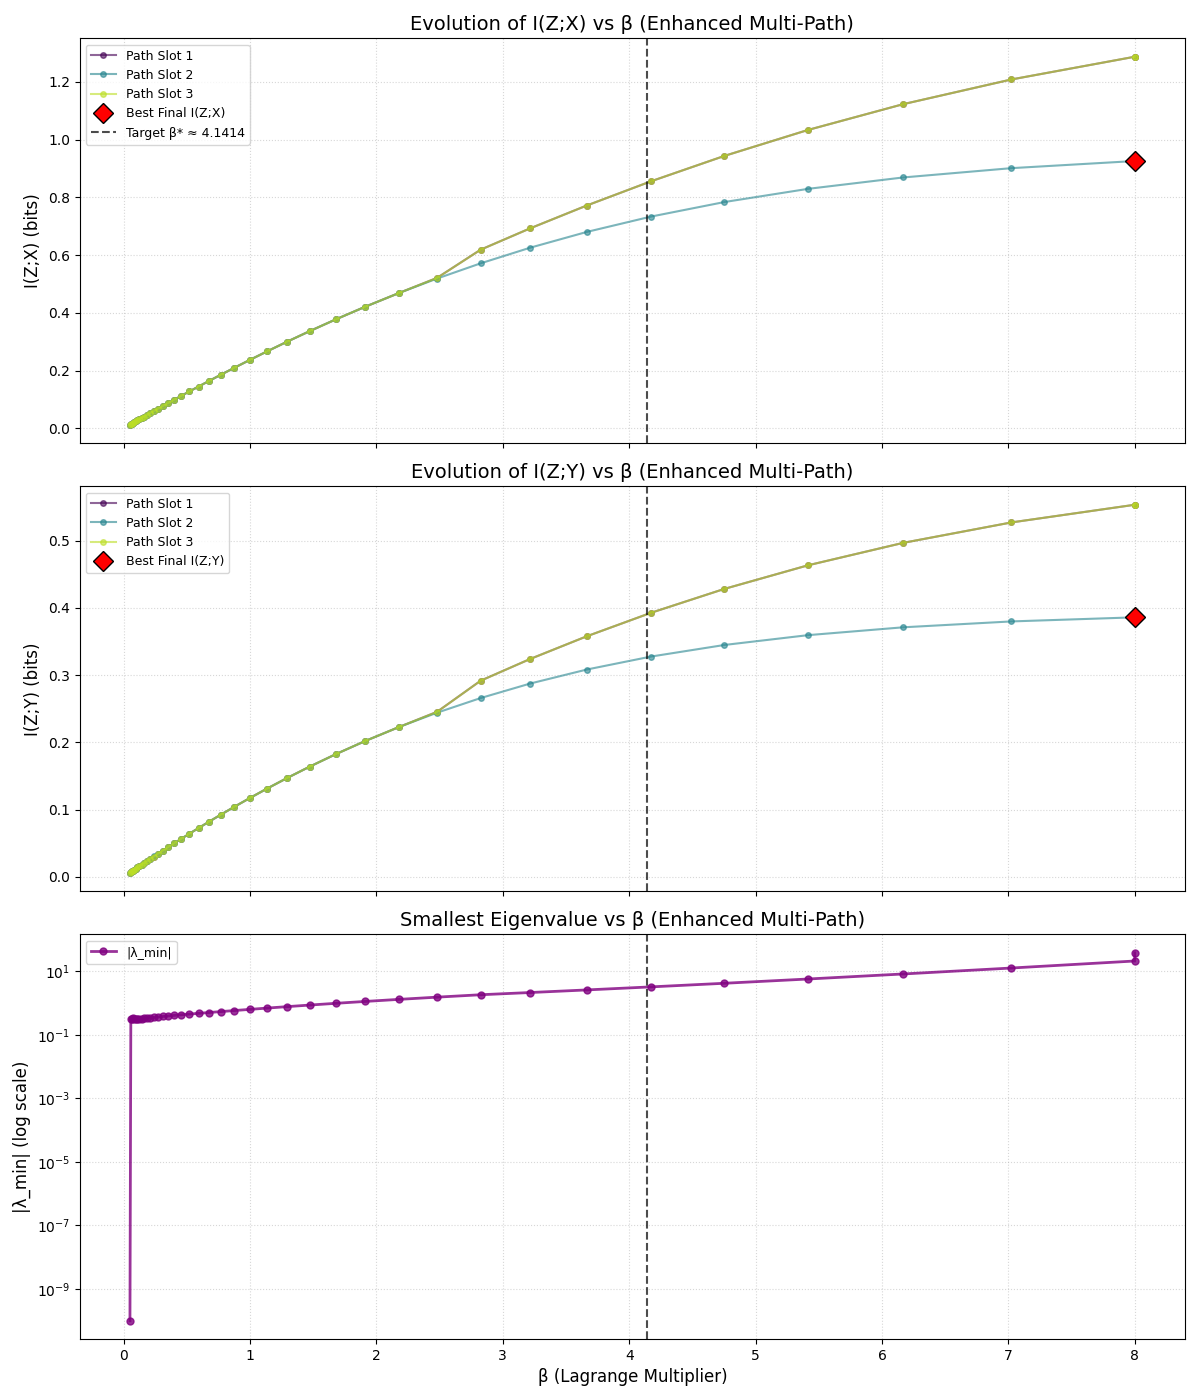 Evolution of I(Z;X) vs β (Enhanced Multi-Path)
I(Z;X) (bits)
1.2
1.0
0.8
0.6
0.4
0.2
0.0
Path Slot 1
Path Slot 2
Path Slot 3
Best Final I(Z;X)
Target β* ≈ 4.1414
Evolution of I(Z;Y) vs β (Enhanced Multi-Path)
I(Z;Y) (bits)
0.5
0.4
0.3
0.2
0.1
0.0
Path Slot 1
Path Slot 2
Path Slot 3
Best Final I(Z;Y)
Smallest Eigenvalue vs β (Enhanced Multi-Path)
|λ_min| (log scale)
10¹
10⁻¹
10⁻³
10⁻⁵
10⁻⁷
10⁻⁹
|λ_min|
0 1 2 3 4 5 6 7 8
β (Lagrange Multiplier)